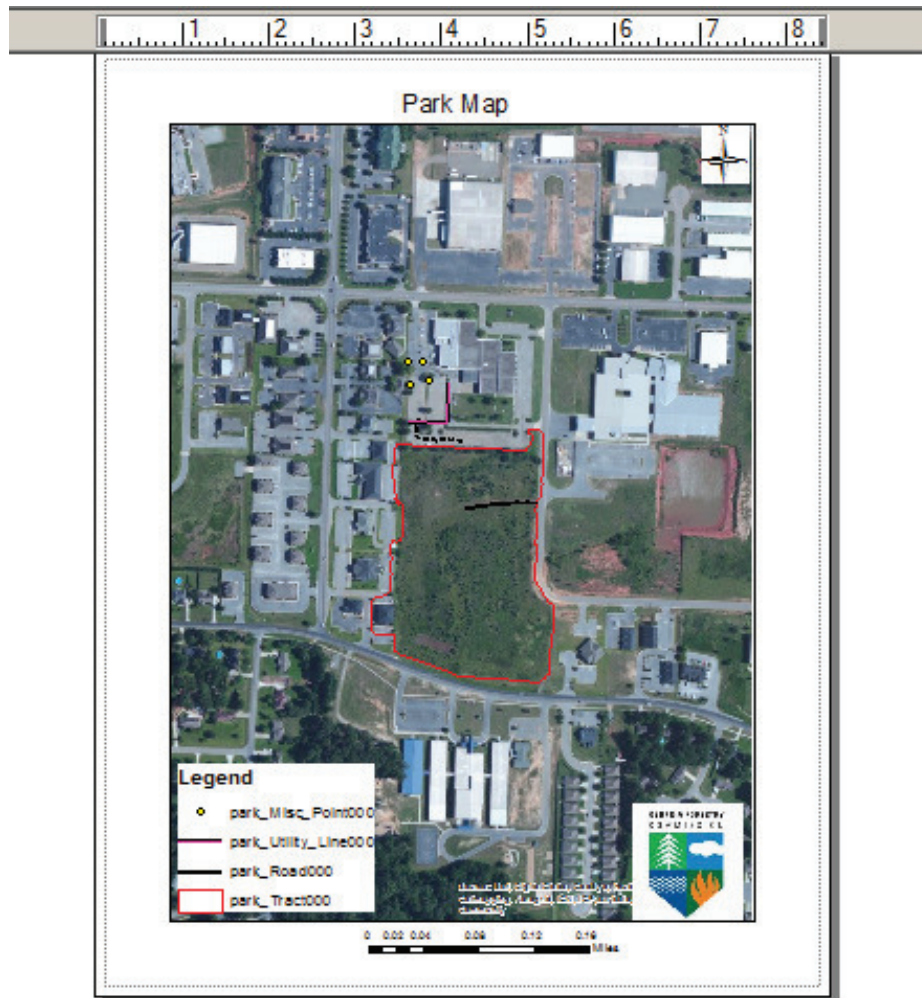 1 2 3 4 5 6 7 8
Park Map
Legend
park_Misc_Point000
park_Utility_Line000
park_Road000
park_Tract000
0 0.02 0.04 0.08 0.12 0.16
Miles